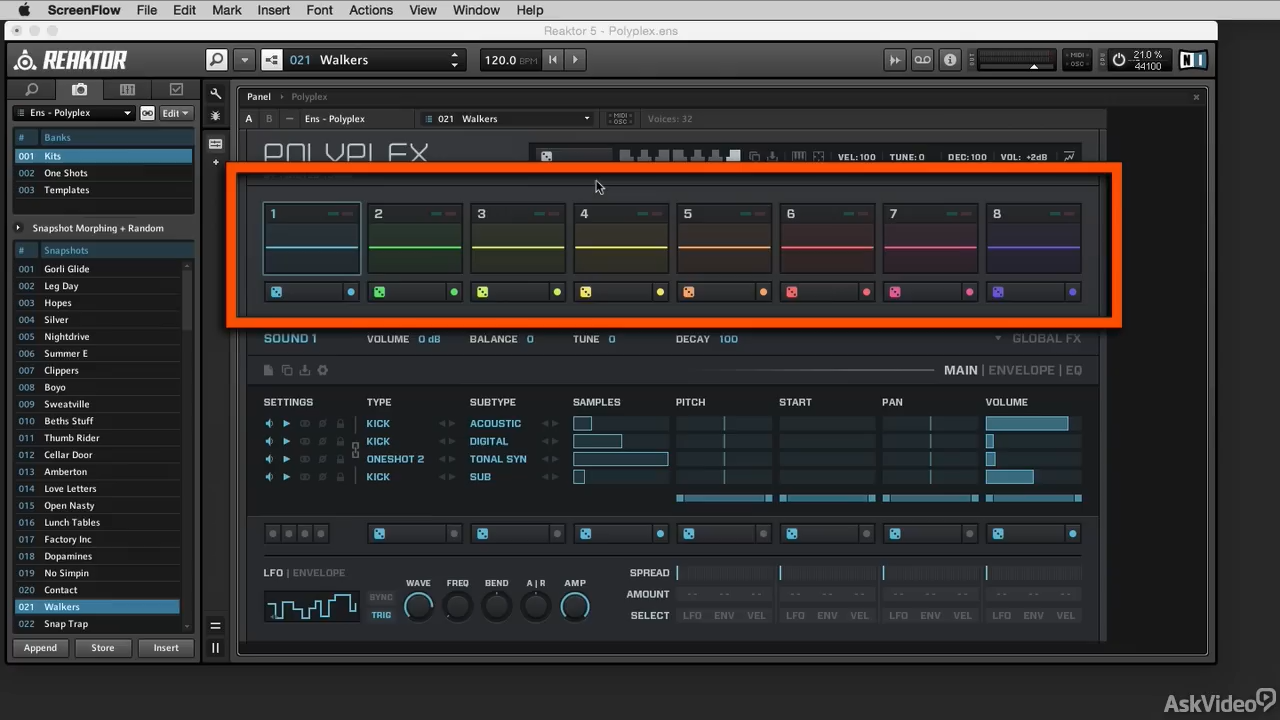 ScreenFlow File Edit Mark Insert Font Actions View Window Help
Reaktor 5 - Polyplex.ens
REAKTOR 021 Walkers 120.0 BPM MIDI OSC 21.0 % 44100
Panel Polyplex
Ens - Polyplex Edit
A B Ens - Polyplex 021 Walkers MIDI OSC Voices: 32
# Banks
001 Kits
002 One Shots
003 Templates
POLYPLEX VEL:100 TUNE:0 DEC:100 VOL: +2dB
1 2 3 4 5 6 7 8
Snapshot Morphing + Random
# Snapshots
001 Gorli Glide
002 Leg Day
003 Hopes
004 Silver
005 Nightdrive
006 Summer E
007 Clippers
008 Boyo
009 Sweatville
010 Beths Stuff
011 Thumb Rider
012 Cellar Door
013 Amberton
014 Love Letters
015 Open Nasty
016 Lunch Tables
017 Factory Inc
018 Dopamines
019 No Simpin
020 Contact
021 Walkers
022 Snap Trap
Append Store Insert
SOUND 1 VOLUME 0 dB BALANCE 0 TUNE 0 DECAY 100 GLOBAL FX
MAIN | ENVELOPE | EQ
SETTINGS TYPE SUBTYPE SAMPLES PITCH START PAN VOLUME
KICK ACOUSTIC
KICK DIGITAL
ONESHOT 2 TONAL SYN
KICK SUB
LFO | ENVELOPE WAVE FREQ BEND A | R AMP SPREAD
SYNC AMOUNT -- -- -- -- -- -- -- -- -- -- -- --
TRIG SELECT LFO ENV VEL LFO ENV VEL LFO ENV VEL LFO ENV VEL
AskVideo